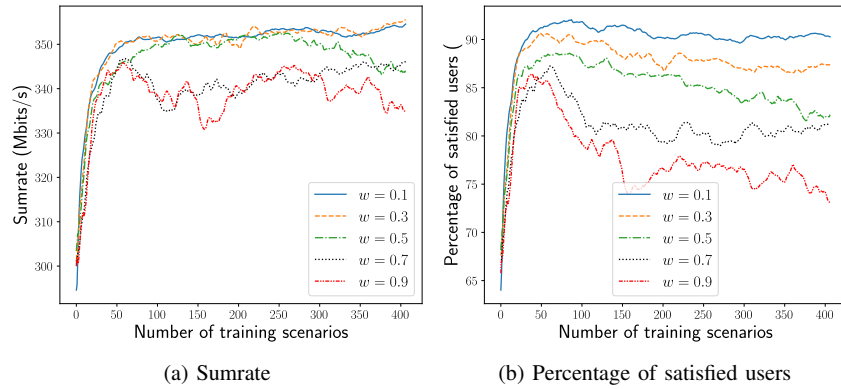 350
340
330
320
310
300
Sumrate (Mbits/s)
w = 0.1
w = 0.3
w = 0.5
w = 0.7
w = 0.9
0 50 100 150 200 250 300 350 400
Number of training scenarios
(a) Sumrate
90
85
80
75
70
65
Percentage of satisfied users (
w = 0.1
w = 0.3
w = 0.5
w = 0.7
w = 0.9
0 50 100 150 200 250 300 350 400
Number of training scenarios
(b) Percentage of satisfied users